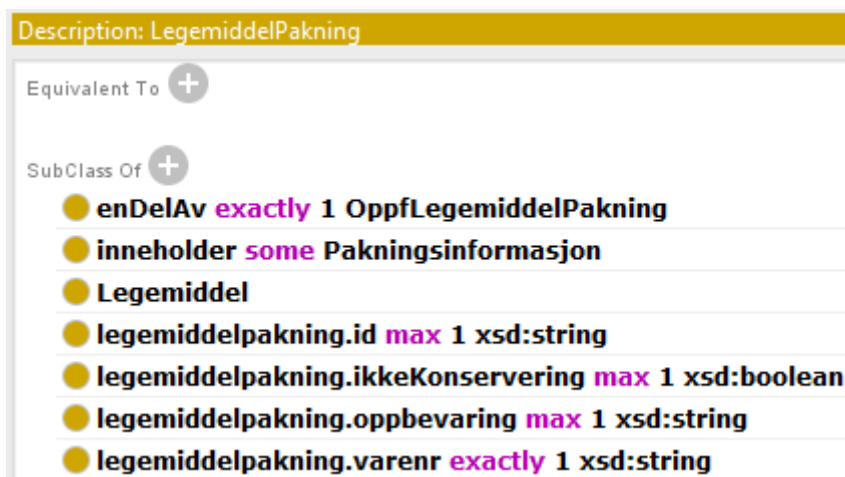 Description: LegemiddelPakning
Equivalent To
SubClass Of
enDelAv exactly 1 OppfLegemiddelPakning
inneholder some Pakningsinformasjon
Legemiddel
legemiddelpakning.id max 1 xsd:string
legemiddelpakning.ikkeKonservering max 1 xsd:boolean
legemiddelpakning.oppbevaring max 1 xsd:string
legemiddelpakning.varenr exactly 1 xsd:string